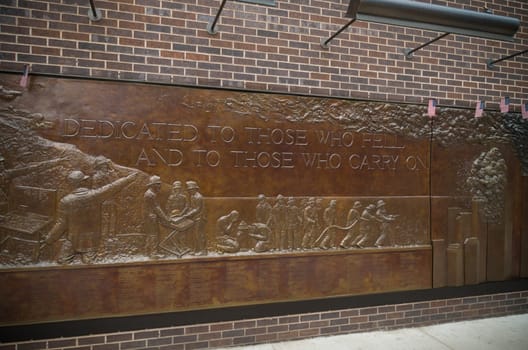 DEDICATED TO THOSE WHO FELL
AND TO THOSE WHO CARRY ON